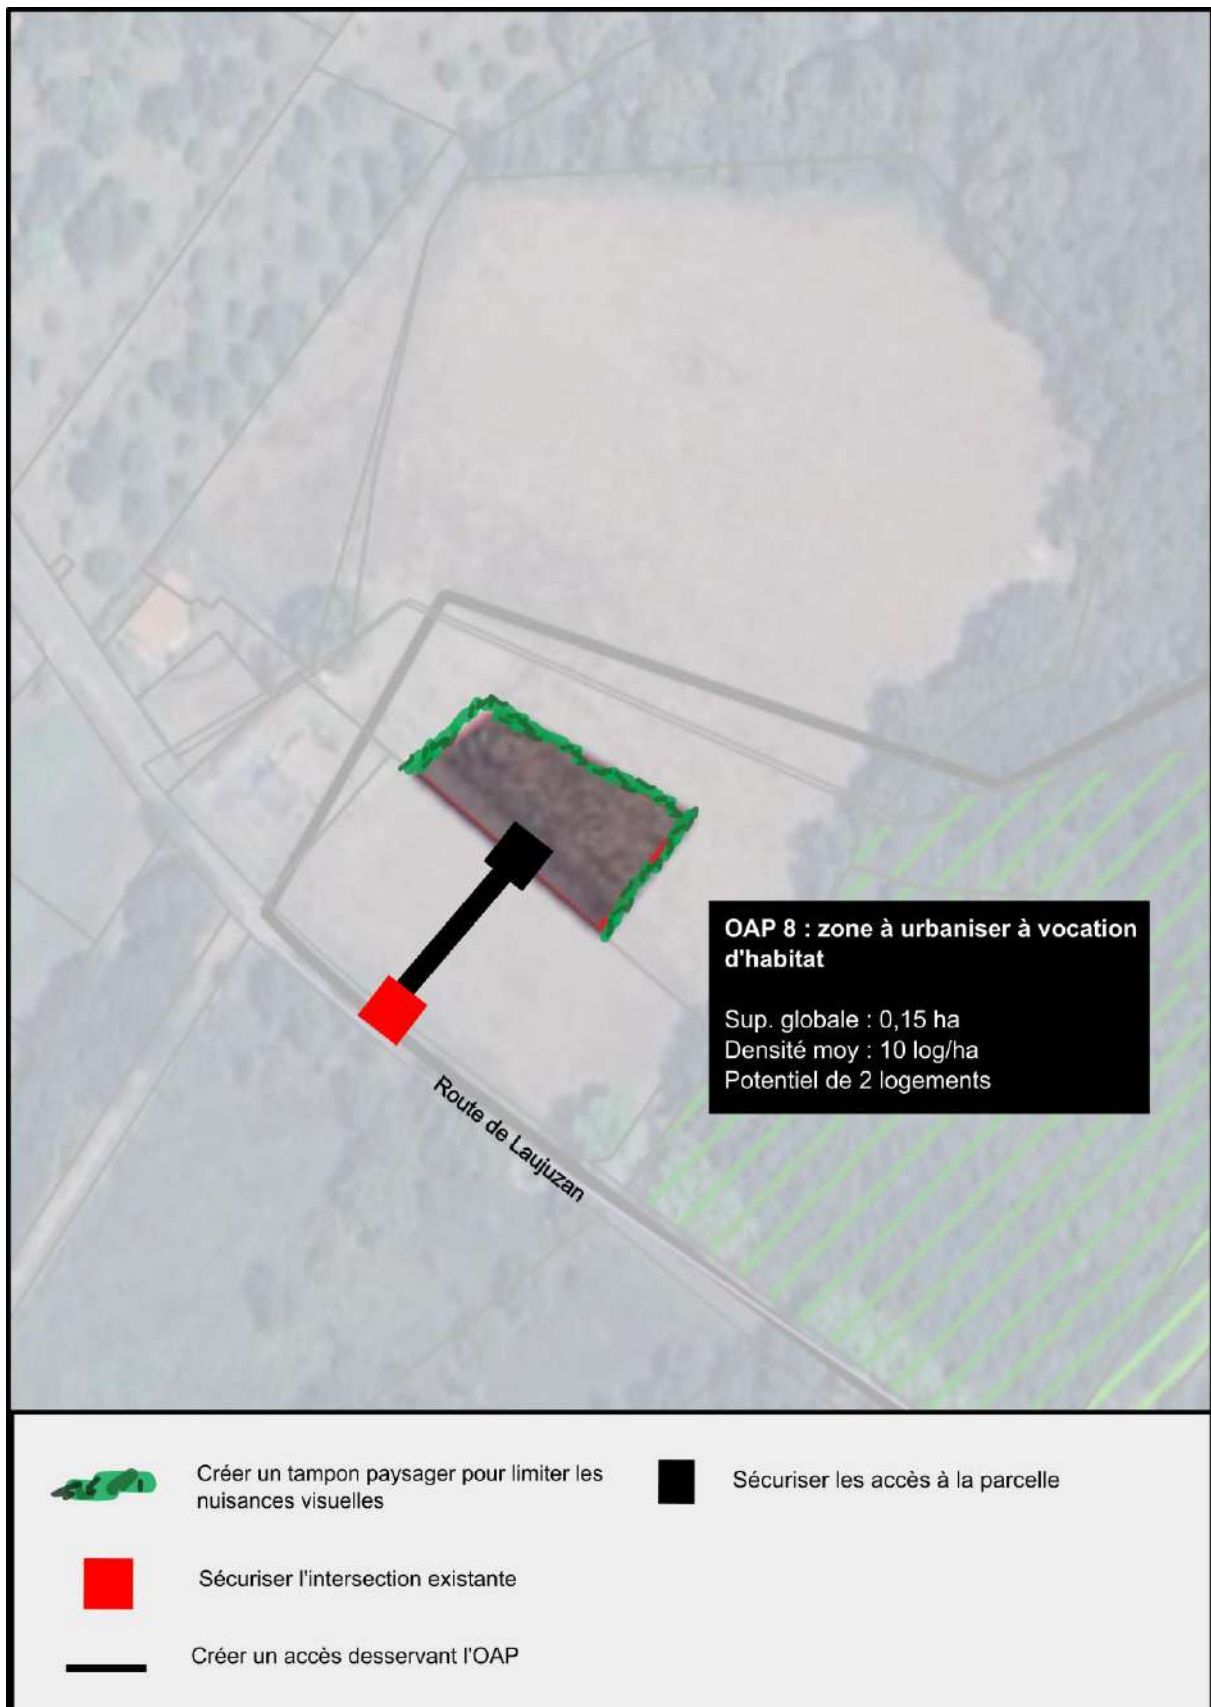 OAP 8 : zone à urbaniser à vocation
d'habitat
Sup. globale : 0,15 ha
Densité moy : 10 log/ha
Potentiel de 2 logements
Route de Laujuzan
Créer un tampon paysager pour limiter les
nuisances visuelles
Sécuriser les accès à la parcelle
Sécuriser l'intersection existante
Créer un accès desservant l'OAP